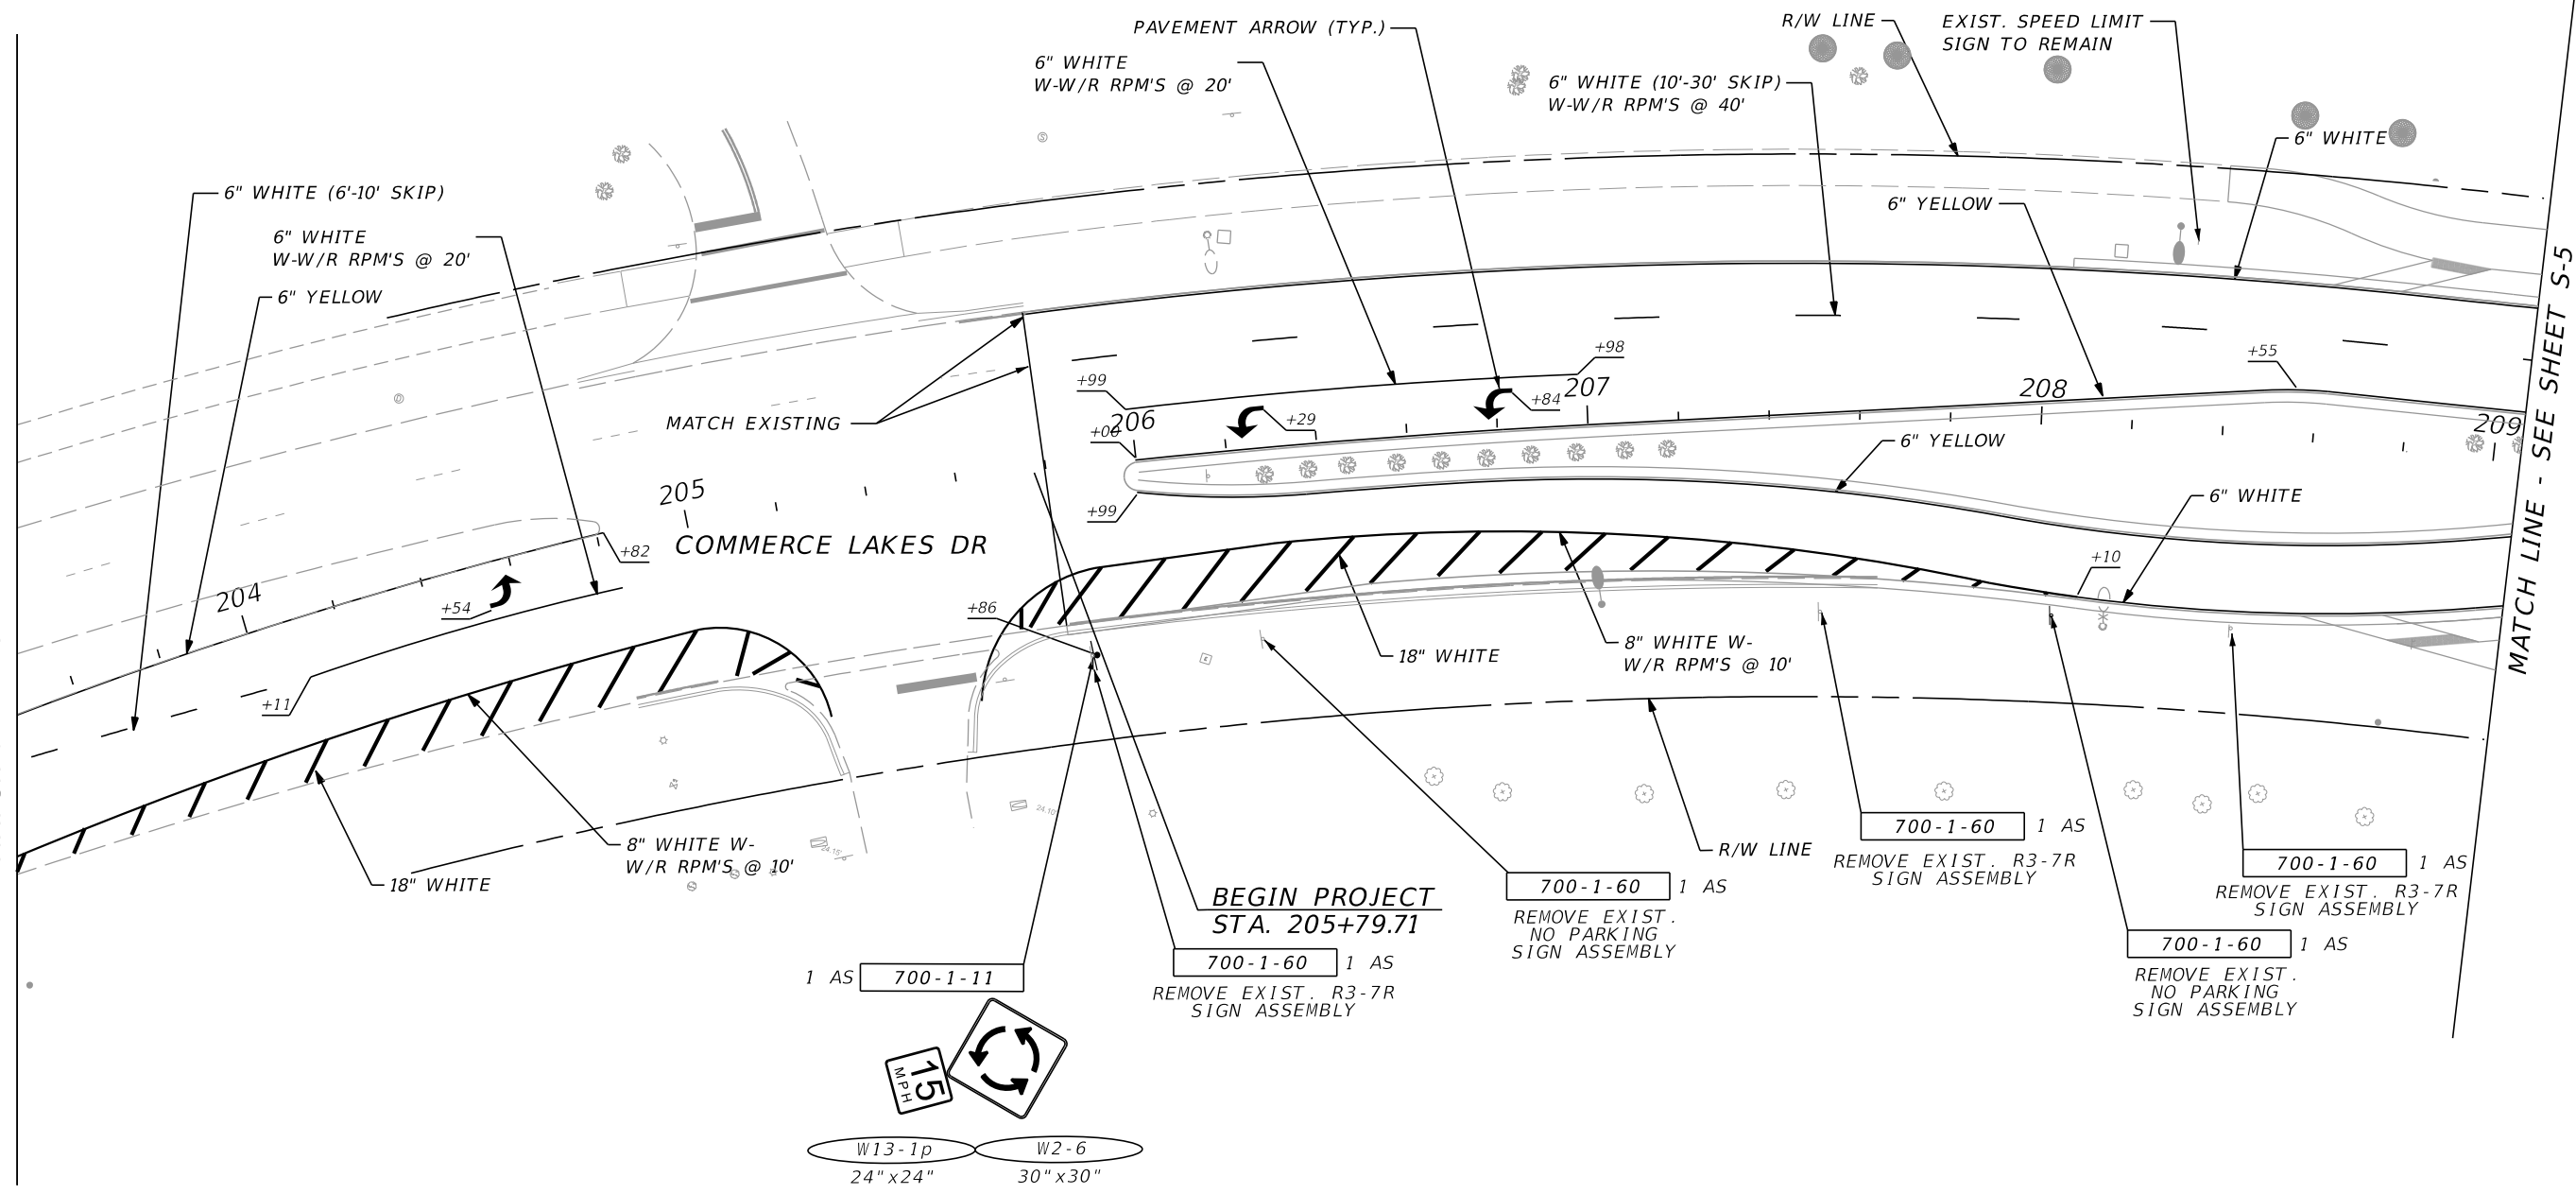 PAVEMENT ARROW (TYP.)
R/W LINE
EXIST. SPEED LIMIT
SIGN TO REMAIN
6" WHITE
W-W/R RPM'S @ 20'
6" WHITE (10'-30' SKIP)
W-W/R RPM'S @ 40'
6" WHITE
6" WHITE (6'-10' SKIP)
6" YELLOW
6" WHITE
W-W/R RPM'S @ 20'
6" YELLOW
MATCH LINE - SEE SHEET S-5
+98
+55
+99
207
208
+84
206
+29
+00
209
MATCH EXISTING
6" YELLOW
205
6" WHITE
+99
COMMERCE LAKES DR
+82
+10
204
+54
+86
8" WHITE W-
W/R RPM'S @ 10'
18" WHITE
+11
24.10'
24.15'
8" WHITE W-
W/R RPM'S @ 10'
18" WHITE
R/W LINE
700-1-60 1 AS
REMOVE EXIST. R3-7R
SIGN ASSEMBLY
700-1-60 1 AS
REMOVE EXIST. R3-7R
SIGN ASSEMBLY
700-1-60 1 AS
REMOVE EXIST.
NO PARKING
SIGN ASSEMBLY
BEGIN PROJECT
STA. 205+79.71
700-1-60 1 AS
REMOVE EXIST.
NO PARKING
SIGN ASSEMBLY
1 AS 700-1-11
700-1-60 1 AS
REMOVE EXIST. R3-7R
SIGN ASSEMBLY
15
MPH
W13-1p
24"x24"
W2-6
30"x30"